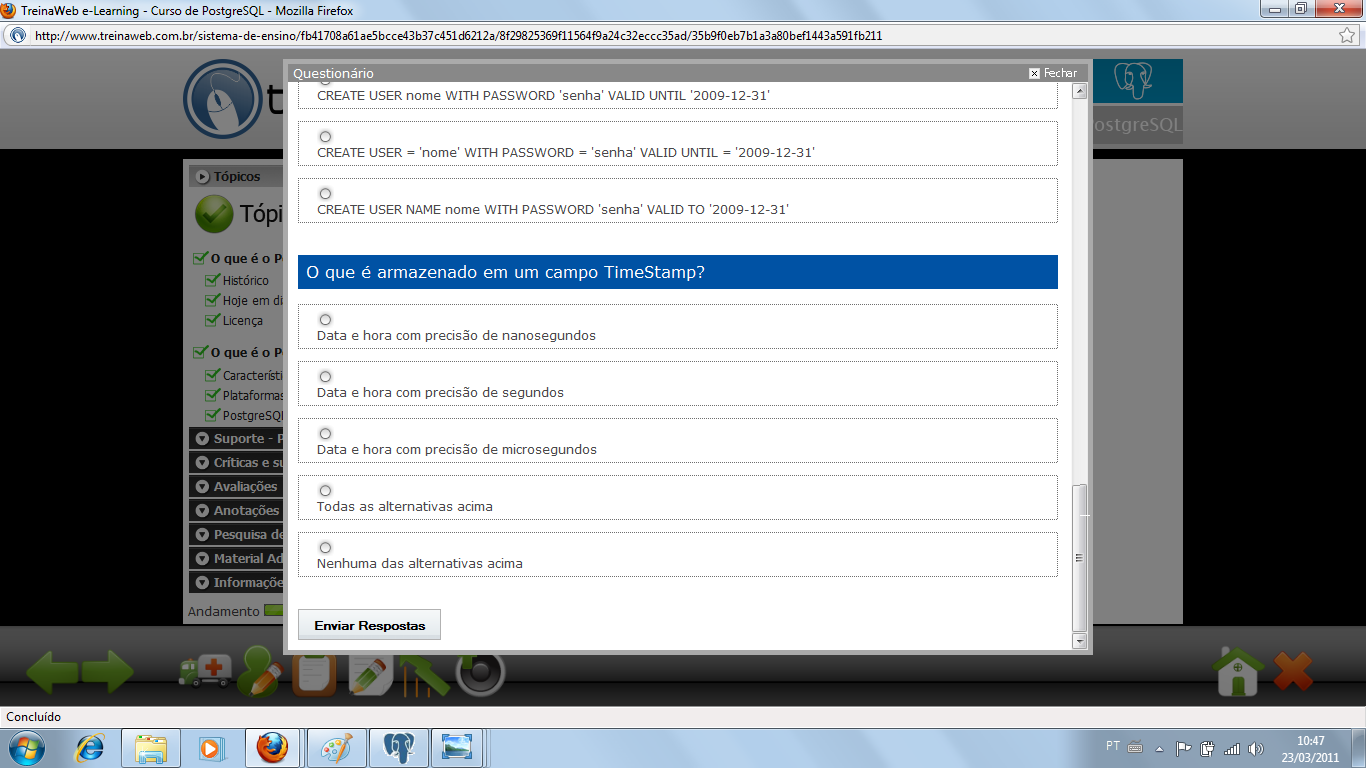 TreinaWeb e-Learning - Curso de PostgreSQL - Mozilla Firefox
http://www.treinaweb.com.br/sistema-de-ensino/fb41708a61ae5bcce43b37c451d6212a/8f29825369f11564f9a24c32eccc35ad/35b9f0eb7b1a3a80bef1443a591fb211
Questionário
Fechar
CREATE USER nome WITH PASSWORD 'senha' VALID UNTIL '2009-12-31'
CREATE USER = 'nome' WITH PASSWORD = 'senha' VALID UNTIL = '2009-12-31'
CREATE USER NAME nome WITH PASSWORD 'senha' VALID TO '2009-12-31'
O que é armazenado em um campo TimeStamp?
Data e hora com precisão de nanosegundos
Data e hora com precisão de segundos
Data e hora com precisão de microsegundos
Todas as alternativas acima
Nenhuma das alternativas acima
Enviar Respostas
t
ostgreSQL
Tópicos
Tópi
O que é o P
Histórico
Hoje em di
Licença
O que é o P
Característi
Plataformas
PostgreSQL
Suporte - P
Críticas e su
Avaliações
Anotações
Pesquisa de
Material Ad
Informaçõe
Andamento
Concluído
PT
10:47
23/03/2011